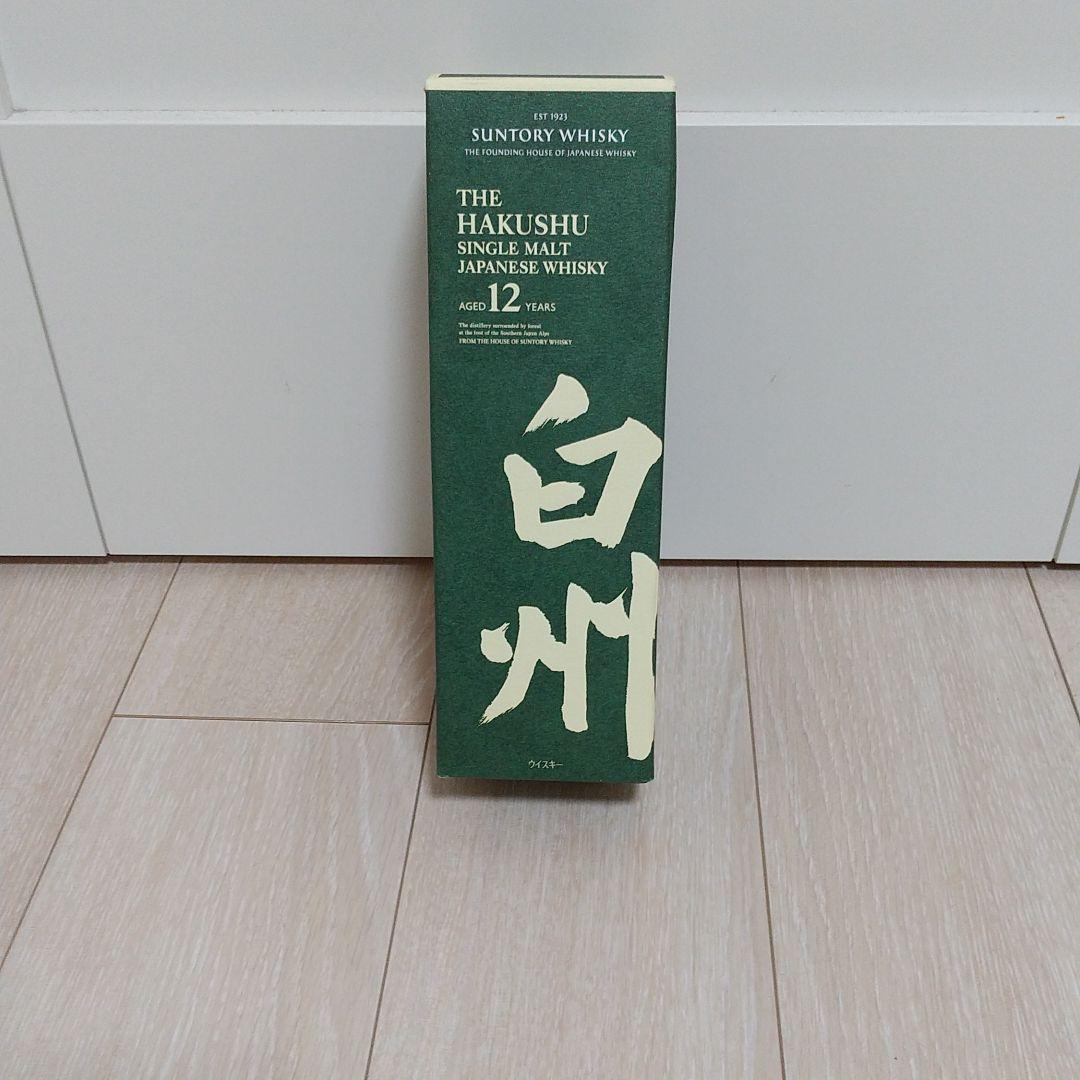 EST 1923
SUNTORY WHISKY
THE FOUNDING HOUSE OF JAPANESE WHISKY
THE
HAKUSHU
SINGLE MALT
JAPANESE WHISKY
AGED 12 YEARS
The distillery surrounded by forest
at the foot of the Southern Japan Alps
FROM THE HOUSE OF SUNTORY WHISKY
白州
ウイスキー